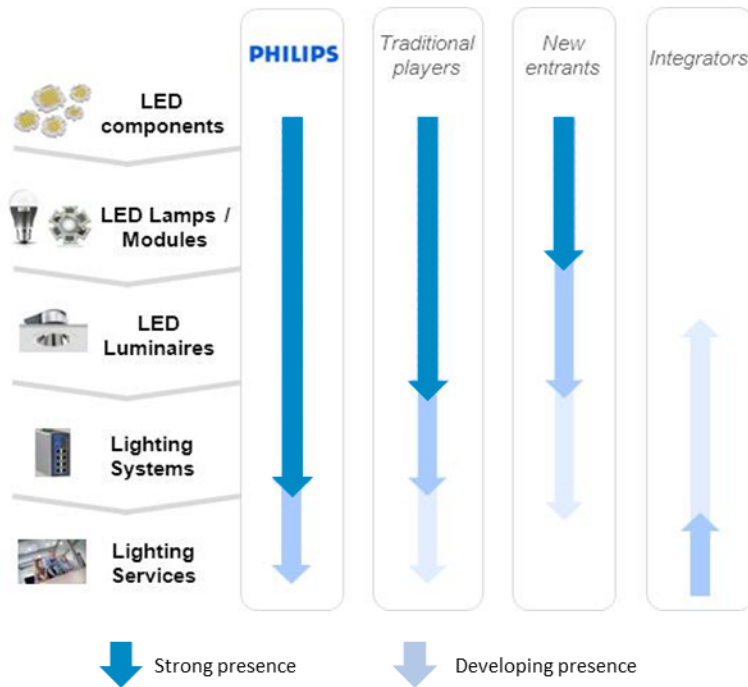 PHILIPS
Traditional
players
New
entrants
Integrators
LED
components
LED Lamps /
Modules
LED
Luminaires
Lighting
Systems
Lighting
Services
Strong presence
Developing presence